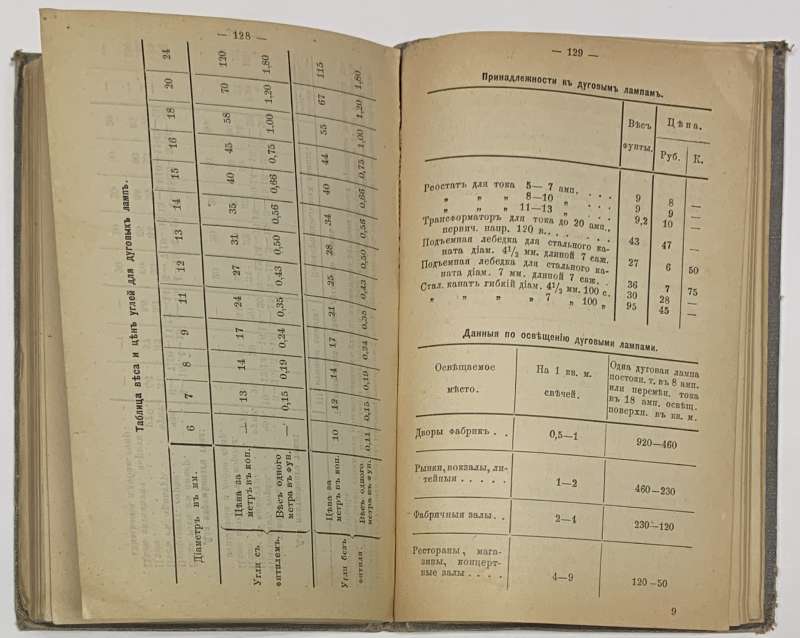 — 128 —
Таблица вѣса и цѣнъ углей для дуговыхъ лампъ.
Діаметръ въ мм. 6 7 8 9 11 12 13 14 15 16 18 20 24
Угли съ фитилемъ.
Цѣна за метръ въ коп. — 13 14 17 24 27 31 35 40 45 58 70 120
Вѣсъ одного метра въ фун. — 0,15 0,19 0,24 0,35 0,43 0,50 0,56 0,66 0,75 1,00 1,20 1,80
Угли безъ фитиля.
Цѣна за метръ въ коп. 10 12 14 17 21 25 28 34 40 44 55 67 115
Вѣсъ одного метра въ фун. 0,11 0,15 0,19 0,24 0,35 0,43 0,50 0,56 0,66 0,75 1,00 1,20 1,80
— 129 —
Принадлежности къ дуговымъ лампамъ.
Вѣсъ фунты. Цѣна.
Руб. К.
Реостатъ для тока 5— 7 амп. . . . 9 8 —
„ „ „ 8—10 „ . . . 9 9 —
„ „ „ 11—13 „ . . . 9,2 10 —
Трансформаторъ для тока до 20 амп.,
первич. напр. 120 в. . . . . . . 43 47 —
Подъемная лебедка для стального ка-
ната діам. 4¹/₂ мм. длиной 7 саж. 27 6 50
Подъемная лебедка для стального ка-
ната діам. 7 мм. длиной 7 саж. . 36 7 75
Стал. канатъ гибкій діам. 4¹/₂ мм. 100 с. 30 28 —
„ „ „ „ 7 „ 100 „ 95 45 —
Данныя по освѣщенію дуговыми лампами.
Освѣщаемое мѣсто.
На 1 кв. м. свѣчей.
Одна дуговая лампа
постоян. т. въ 8 амп.
или перемѣн. тока
въ 18 амп. освѣщ.
поверхн. въ кв. м.
Дворы фабрикъ . . 0,5—1 920—460
Рынки, вокзалы, ли-
тейныя . . . . . 1—2 460—230
Фабричныя залы. . 2—4 230—120
Рестораны, мага-
зины, концерт-
ные залы . . . . 4—9 120—50
9